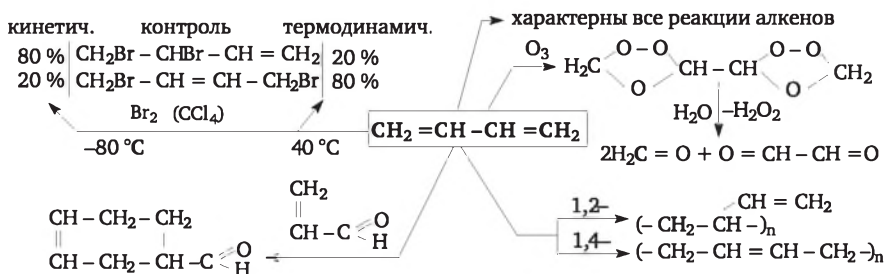 кинетич. контроль термодинамич.
80 % CH₂Br – CHBr – CH = CH₂ 20 %
20 % CH₂Br – CH = CH – CH₂Br 80 %
Br₂ (CCl₄)
–80 °C 40 °C
характерны все реакции алкенов
CH₂ =CH – CH =CH₂
O₃
O – O O – O
H₂C CH – CH CH₂
O O
H₂O –H₂O₂
2H₂C = O + O = CH – CH = O
CH₂
CH – C O
H
CH – CH₂ – CH₂
CH – CH₂ – CH – C O
H
1,2–
CH = CH₂
(– CH₂ – CH –)n
1,4–
(– CH₂ – CH = CH – CH₂ –)n